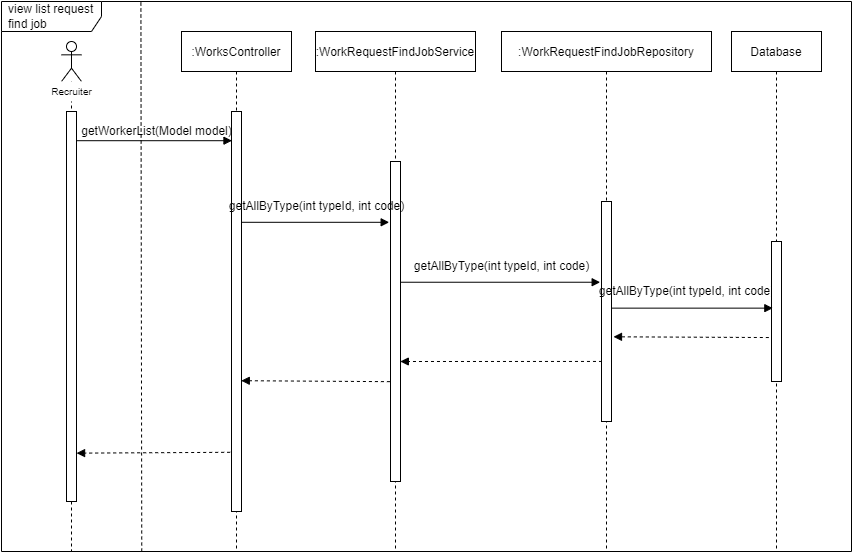 view list request
find job
:WorksController
:WorkRequestFindJobService
:WorkRequestFindJobRepository
Database
Recruiter
getWorkerList(Model model)
getAllByType(int typeId, int code)
getAllByType(int typeId, int code)
getAllByType(int typeId, int code